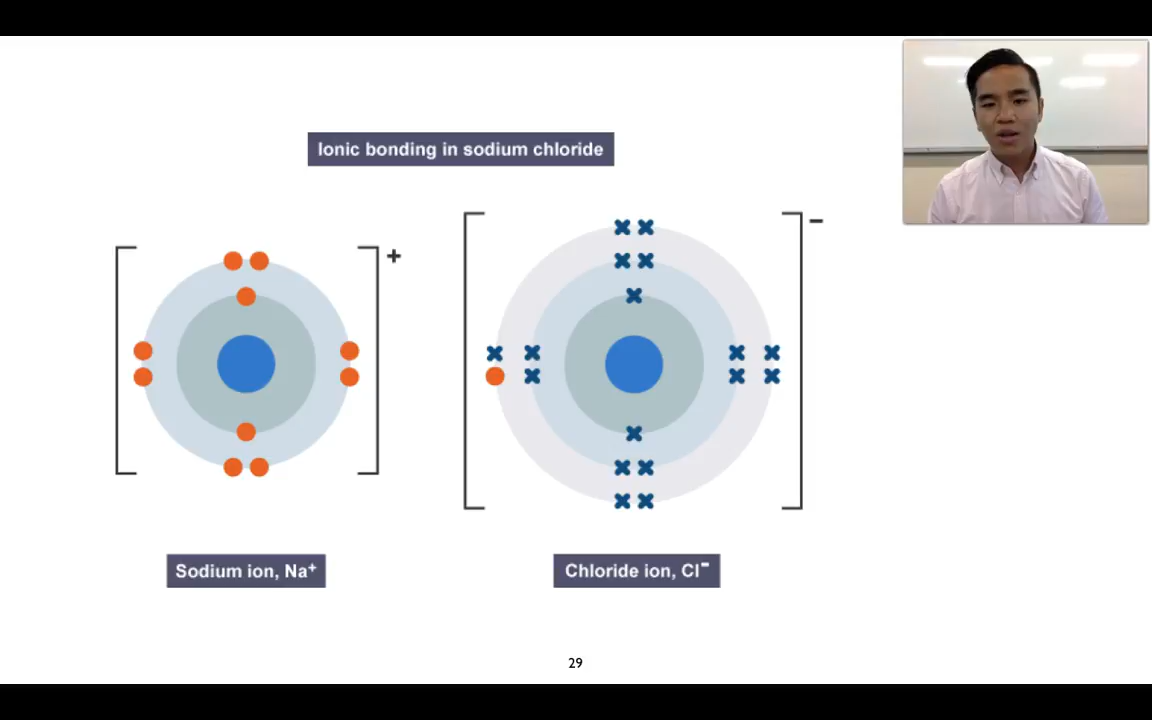 Ionic bonding in sodium chloride
+
−
Sodium ion, Na⁺
Chloride ion, Cl⁻
29